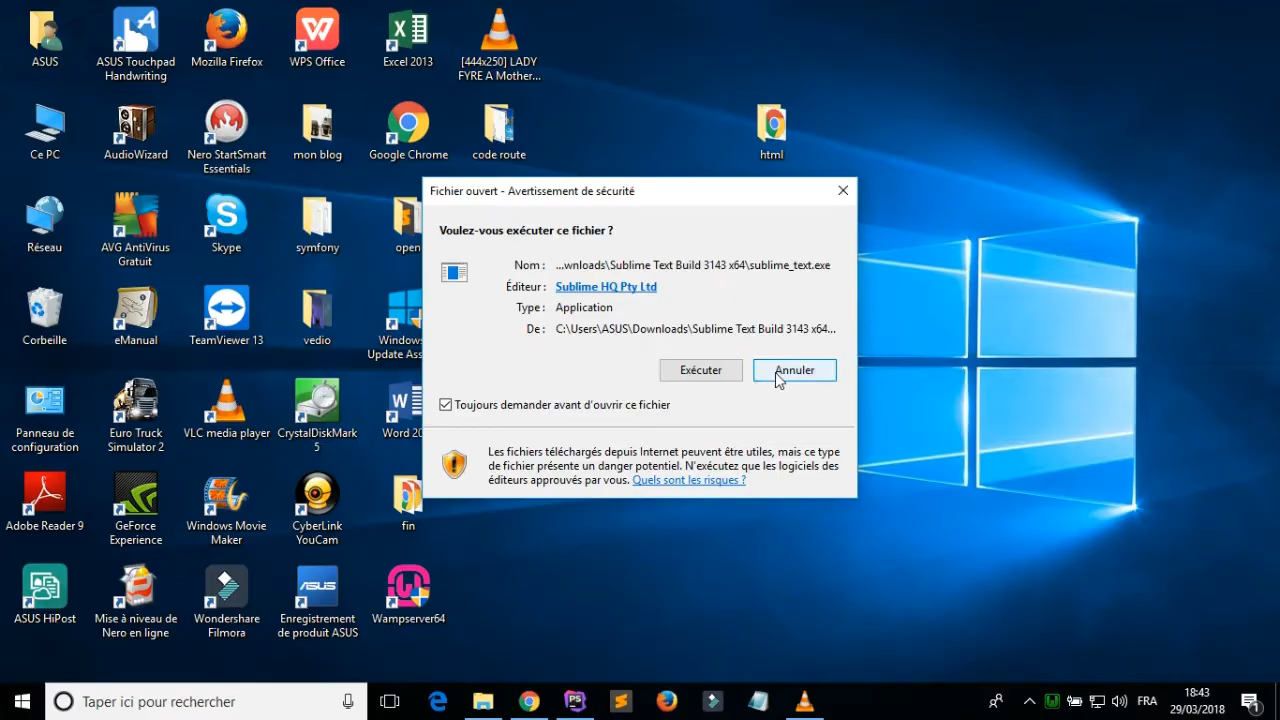 ASUS
ASUS Touchpad
Handwriting
Mozilla Firefox
WPS Office
Excel 2013
[444x250] LADY
FYRE A Mother...
Ce PC
AudioWizard
Nero StartSmart
Essentials
mon blog
Google Chrome
code route
html
Réseau
AVG AntiVirus
Gratuit
Skype
symfony
open
Corbeille
eManual
TeamViewer 13
vedio
Windows
Update Ass
Panneau de
configuration
Euro Truck
Simulator 2
VLC media player
CrystalDiskMark
5
Word 20
Adobe Reader 9
GeForce
Experience
Windows Movie
Maker
CyberLink
YouCam
fin
ASUS HiPost
Mise à niveau de
Nero en ligne
Wondershare
Filmora
Enregistrement
de produit ASUS
Wampserver64
Fichier ouvert - Avertissement de sécurité
Voulez-vous exécuter ce fichier ?
Nom : ...wnloads\Sublime Text Build 3143 x64\sublime_text.exe
Éditeur : Sublime HQ Pty Ltd
Type : Application
De : C:\Users\ASUS\Downloads\Sublime Text Build 3143 x64...
Exécuter
Annuler
Toujours demander avant d'ouvrir ce fichier
Les fichiers téléchargés depuis Internet peuvent être utiles, mais ce type
de fichier présente un danger potentiel. N'exécutez que les logiciels des
éditeurs approuvés par vous. Quels sont les risques ?
Taper ici pour rechercher
FRA
18:43
29/03/2018